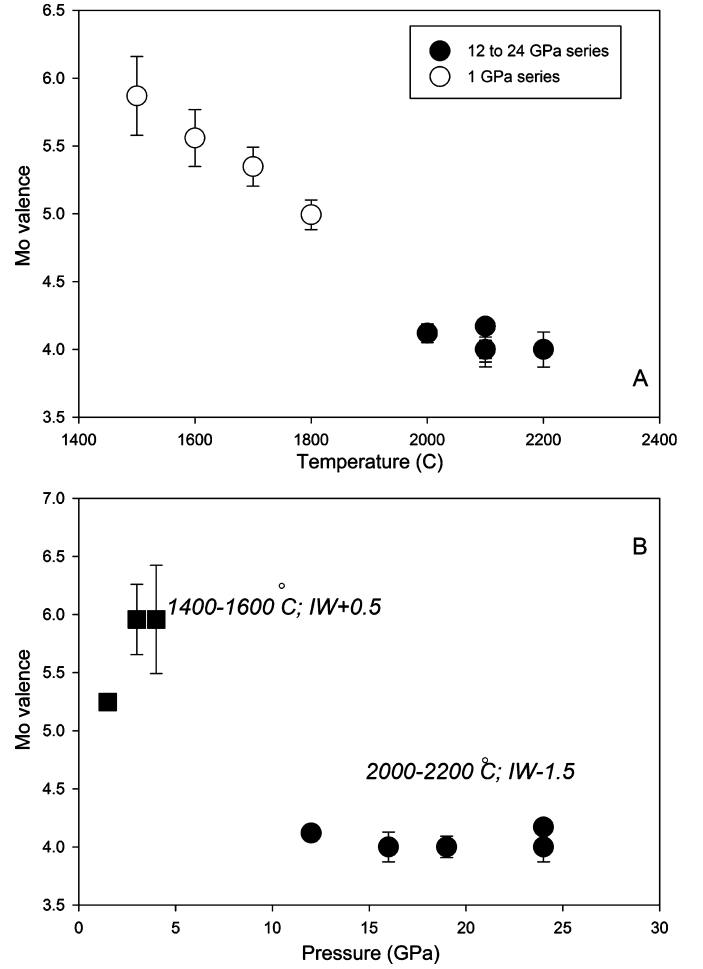 6.5
12 to 24 GPa series
1 GPa series
6.0
5.5
5.0
4.5
4.0
3.5
Mo valence
A
1400 1600 1800 2000 2200 2400
Temperature (C)
7.0
B
6.5
1400-1600 °C; IW+0.5
6.0
5.5
5.0
2000-2200 °C; IW-1.5
4.5
4.0
3.5
Mo valence
0 5 10 15 20 25 30
Pressure (GPa)